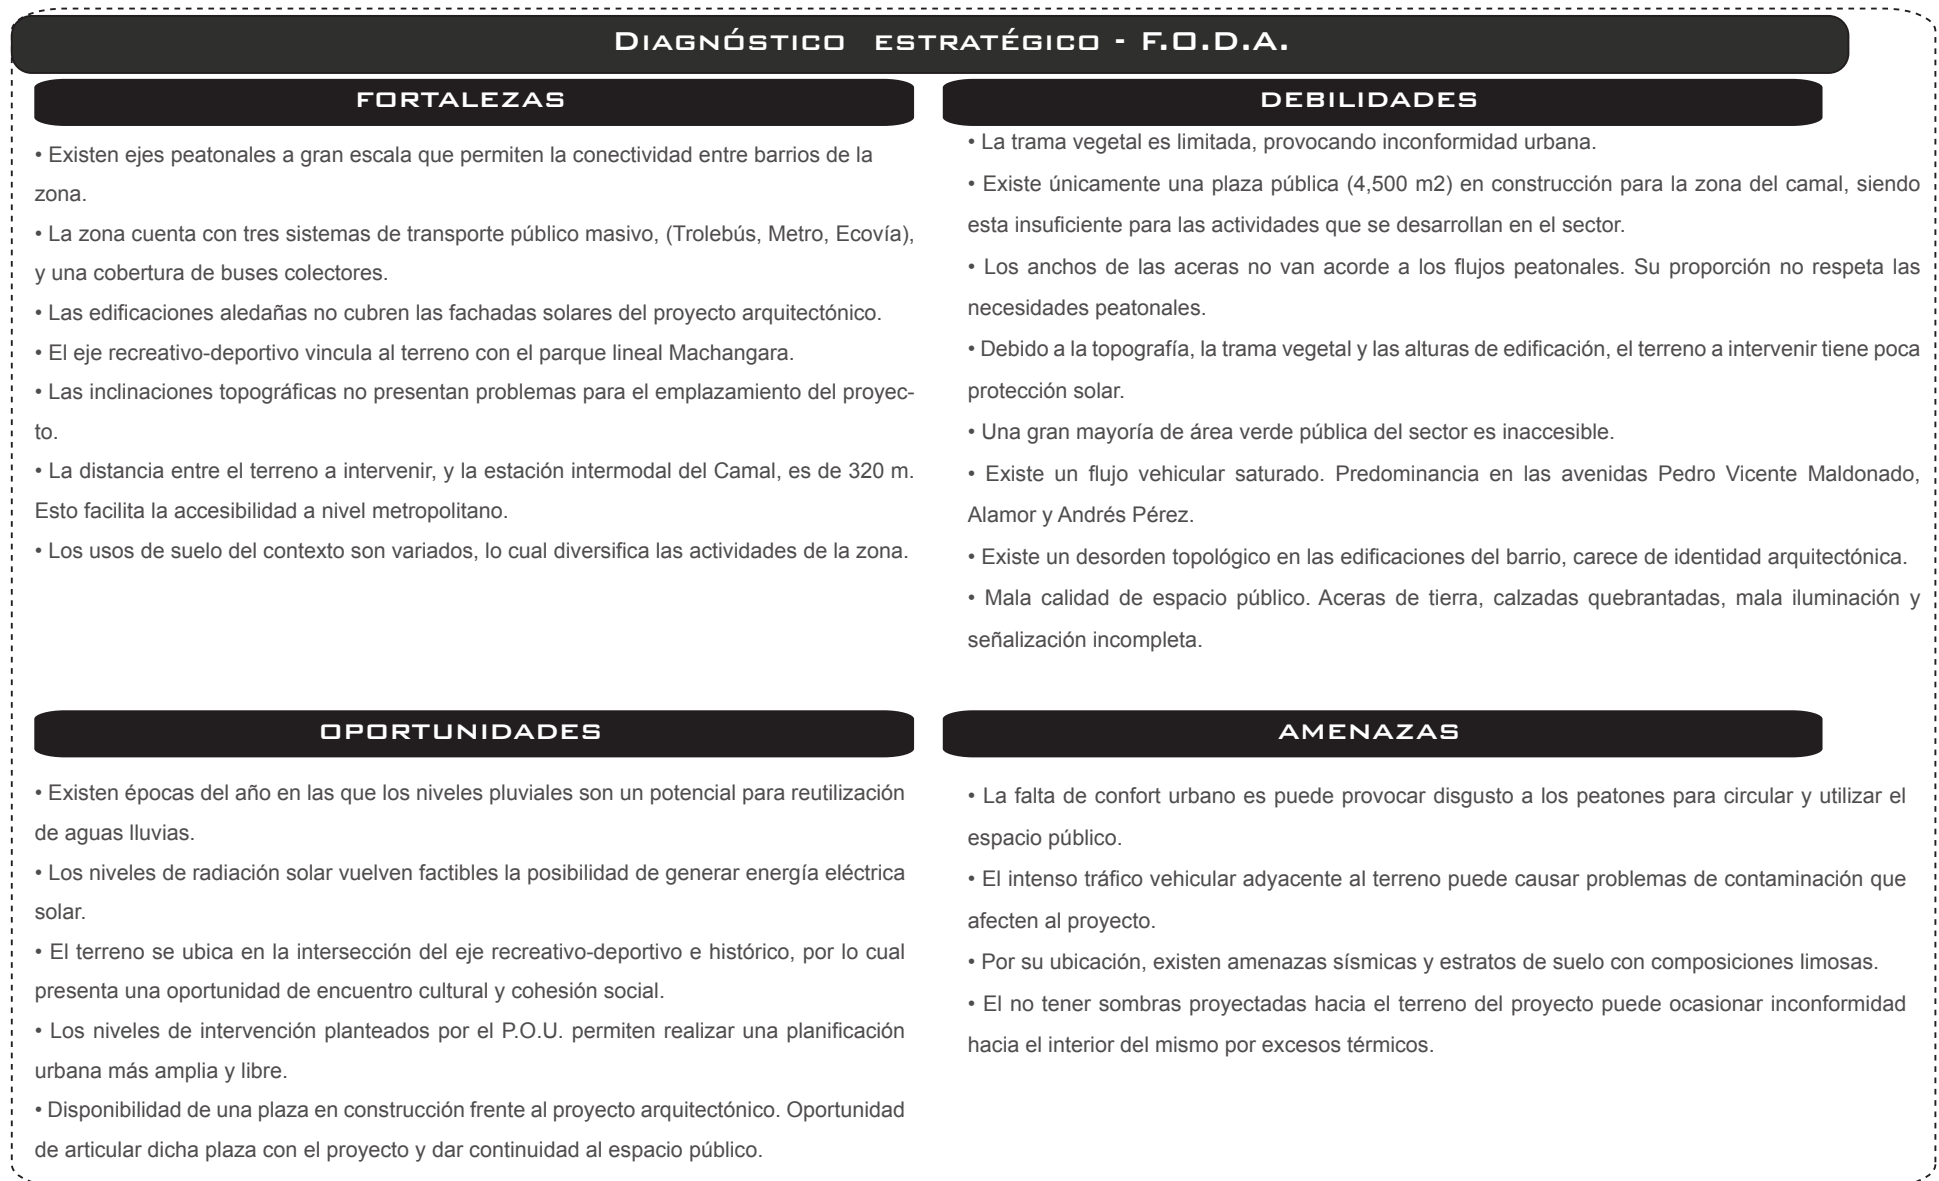 Diagnóstico estratégico - F.O.D.A.
FORTALEZAS
• Existen ejes peatonales a gran escala que permiten la conectividad entre barrios de la
zona.
• La zona cuenta con tres sistemas de transporte público masivo, (Trolebús, Metro, Ecovía),
y una cobertura de buses colectores.
• Las edificaciones aledañas no cubren las fachadas solares del proyecto arquitectónico.
• El eje recreativo-deportivo vincula al terreno con el parque lineal Machangara.
• Las inclinaciones topográficas no presentan problemas para el emplazamiento del proyec-
to.
• La distancia entre el terreno a intervenir, y la estación intermodal del Camal, es de 320 m.
Esto facilita la accesibilidad a nivel metropolitano.
• Los usos de suelo del contexto son variados, lo cual diversifica las actividades de la zona.
DEBILIDADES
• La trama vegetal es limitada, provocando inconformidad urbana.
• Existe únicamente una plaza pública (4,500 m2) en construcción para la zona del camal, siendo
esta insuficiente para las actividades que se desarrollan en el sector.
• Los anchos de las aceras no van acorde a los flujos peatonales. Su proporción no respeta las
necesidades peatonales.
• Debido a la topografía, la trama vegetal y las alturas de edificación, el terreno a intervenir tiene poca
protección solar.
• Una gran mayoría de área verde pública del sector es inaccesible.
• Existe un flujo vehicular saturado. Predominancia en las avenidas Pedro Vicente Maldonado,
Alamor y Andrés Pérez.
• Existe un desorden topológico en las edificaciones del barrio, carece de identidad arquitectónica.
• Mala calidad de espacio público. Aceras de tierra, calzadas quebrantadas, mala iluminación y
señalización incompleta.
OPORTUNIDADES
• Existen épocas del año en las que los niveles pluviales son un potencial para reutilización
de aguas lluvias.
• Los niveles de radiación solar vuelven factibles la posibilidad de generar energía eléctrica
solar.
• El terreno se ubica en la intersección del eje recreativo-deportivo e histórico, por lo cual
presenta una oportunidad de encuentro cultural y cohesión social.
• Los niveles de intervención planteados por el P.O.U. permiten realizar una planificación
urbana más amplia y libre.
• Disponibilidad de una plaza en construcción frente al proyecto arquitectónico. Oportunidad
de articular dicha plaza con el proyecto y dar continuidad al espacio público.
AMENAZAS
• La falta de confort urbano es puede provocar disgusto a los peatones para circular y utilizar el
espacio público.
• El intenso tráfico vehicular adyacente al terreno puede causar problemas de contaminación que
afecten al proyecto.
• Por su ubicación, existen amenazas sísmicas y estratos de suelo con composiciones limosas.
• El no tener sombras proyectadas hacia el terreno del proyecto puede ocasionar inconformidad
hacia el interior del mismo por excesos térmicos.